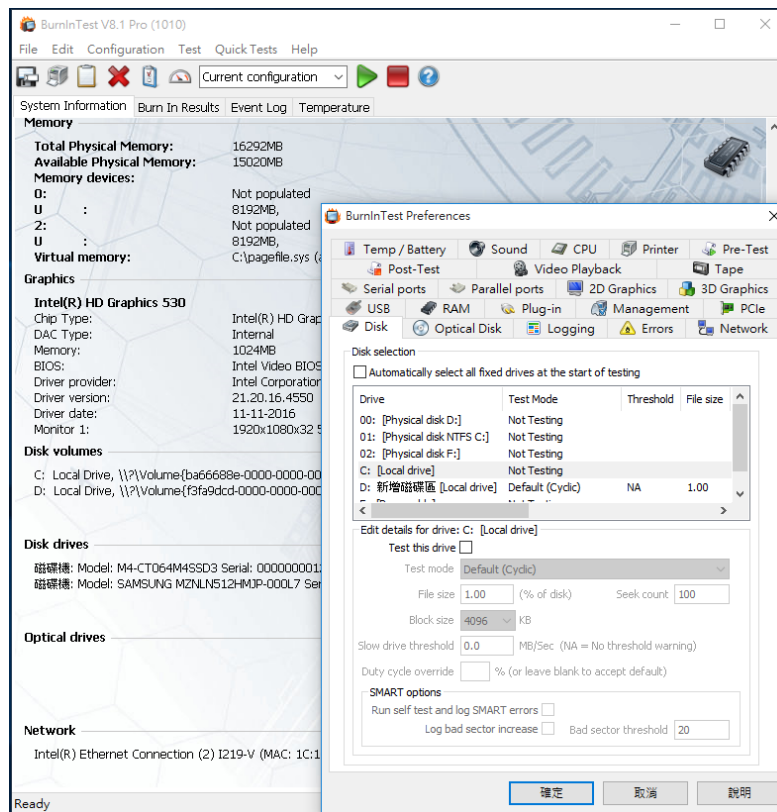 BurnInTest V8.1 Pro (1010)
File Edit Configuration Test Quick Tests Help
Current configuration
System Information Burn In Results Event Log Temperature
Memory
Total Physical Memory: 16292MB
Available Physical Memory: 15020MB
Memory devices:
0: Not populated
U : 8192MB,
2: Not populated
U : 8192MB,
Virtual memory: C:\pagefile.sys (a
Graphics
Intel(R) HD Graphics 530
Chip Type: Intel(R) HD Grap
DAC Type: Internal
Memory: 1024MB
BIOS: Intel Video BIOS
Driver provider: Intel Corporation
Driver version: 21.20.16.4550
Driver date: 11-11-2016
Monitor 1: 1920x1080x32
Disk volumes
C: Local Drive, \\?\Volume{ba66688e-0000-0000-00
D: Local Drive, \\?\Volume{f3fa9dcd-0000-0000-000
Disk drives
磁碟機: Model: M4-CT064M4SSD3 Serial: 00000000
磁碟機: Model: SAMSUNG MZNLN512HMJP-000L7 Ser
Optical drives
Network
Intel(R) Ethernet Connection (2) I219-V (MAC: 1C:1
Ready
BurnInTest Preferences
Temp / Battery Sound CPU Printer Pre-Test
Post-Test Video Playback Tape
Serial ports Parallel ports 2D Graphics 3D Graphics
USB RAM Plug-in Management PCIe
Disk Optical Disk Logging Errors Network
Disk selection
Automatically select all fixed drives at the start of testing
Drive Test Mode Threshold File size
00: [Physical disk D:] Not Testing
01: [Physical disk NTFS C:] Not Testing
02: [Physical disk F:] Not Testing
C: [Local drive] Not Testing
D: 新增磁碟區 [Local drive] Default (Cyclic) NA 1.00
Edit details for drive: C: [Local drive]
Test this drive
Test mode Default (Cyclic)
File size 1.00 (% of disk) Seek count 100
Block size 4096 KB
Slow drive threshold 0.0 MB/Sec (NA = No threshold warning)
Duty cycle override % (or leave blank to accept default)
SMART options
Run self test and log SMART errors
Log bad sector increase Bad sector threshold 20
確定 取消 說明